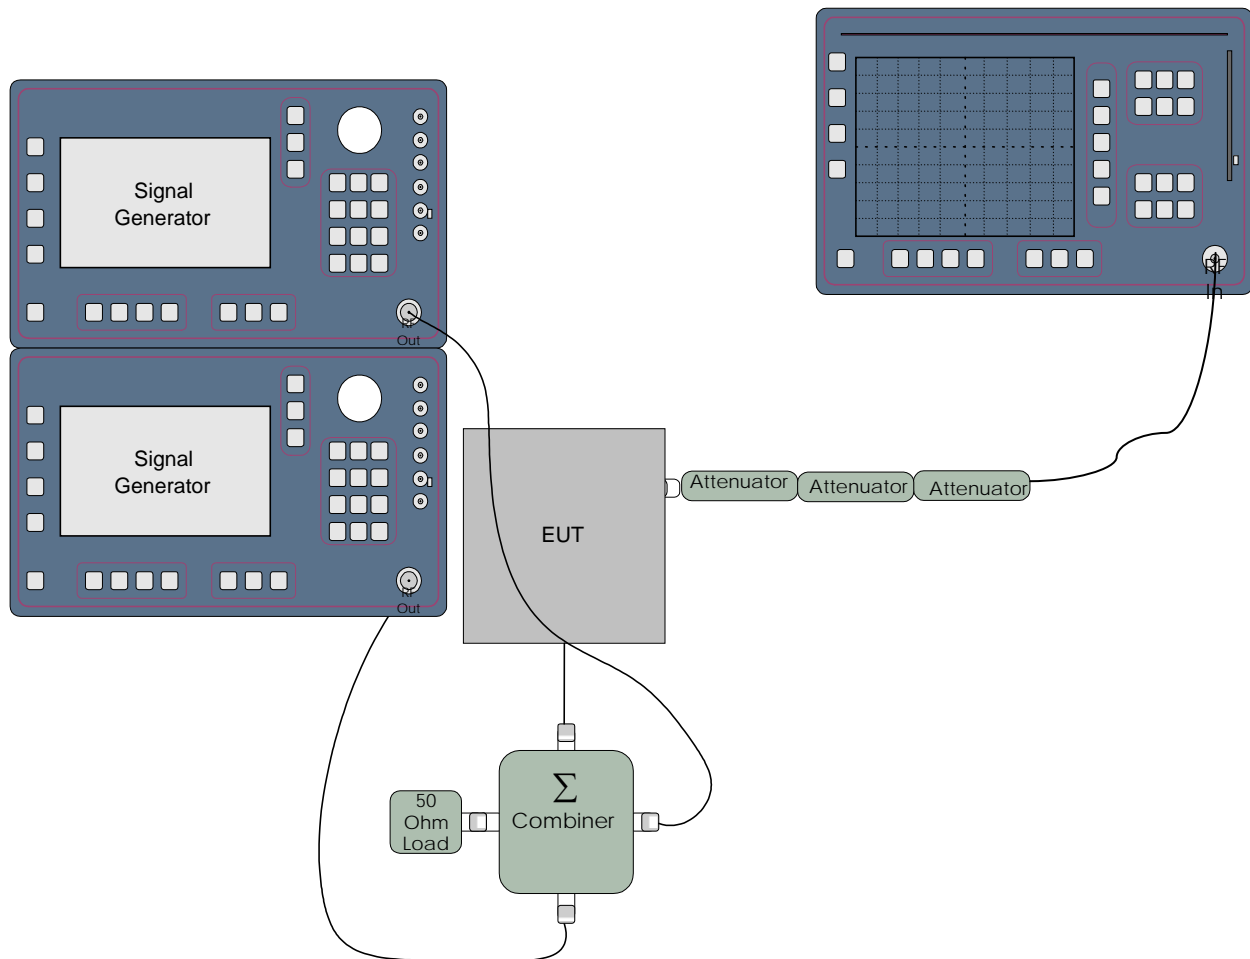 Signal
Generator
RF
Out
RF
In
Signal
Generator
RF
Out
Attenuator
Attenuator
Attenuator
EUT
Σ
Combiner
50
Ohm
Load